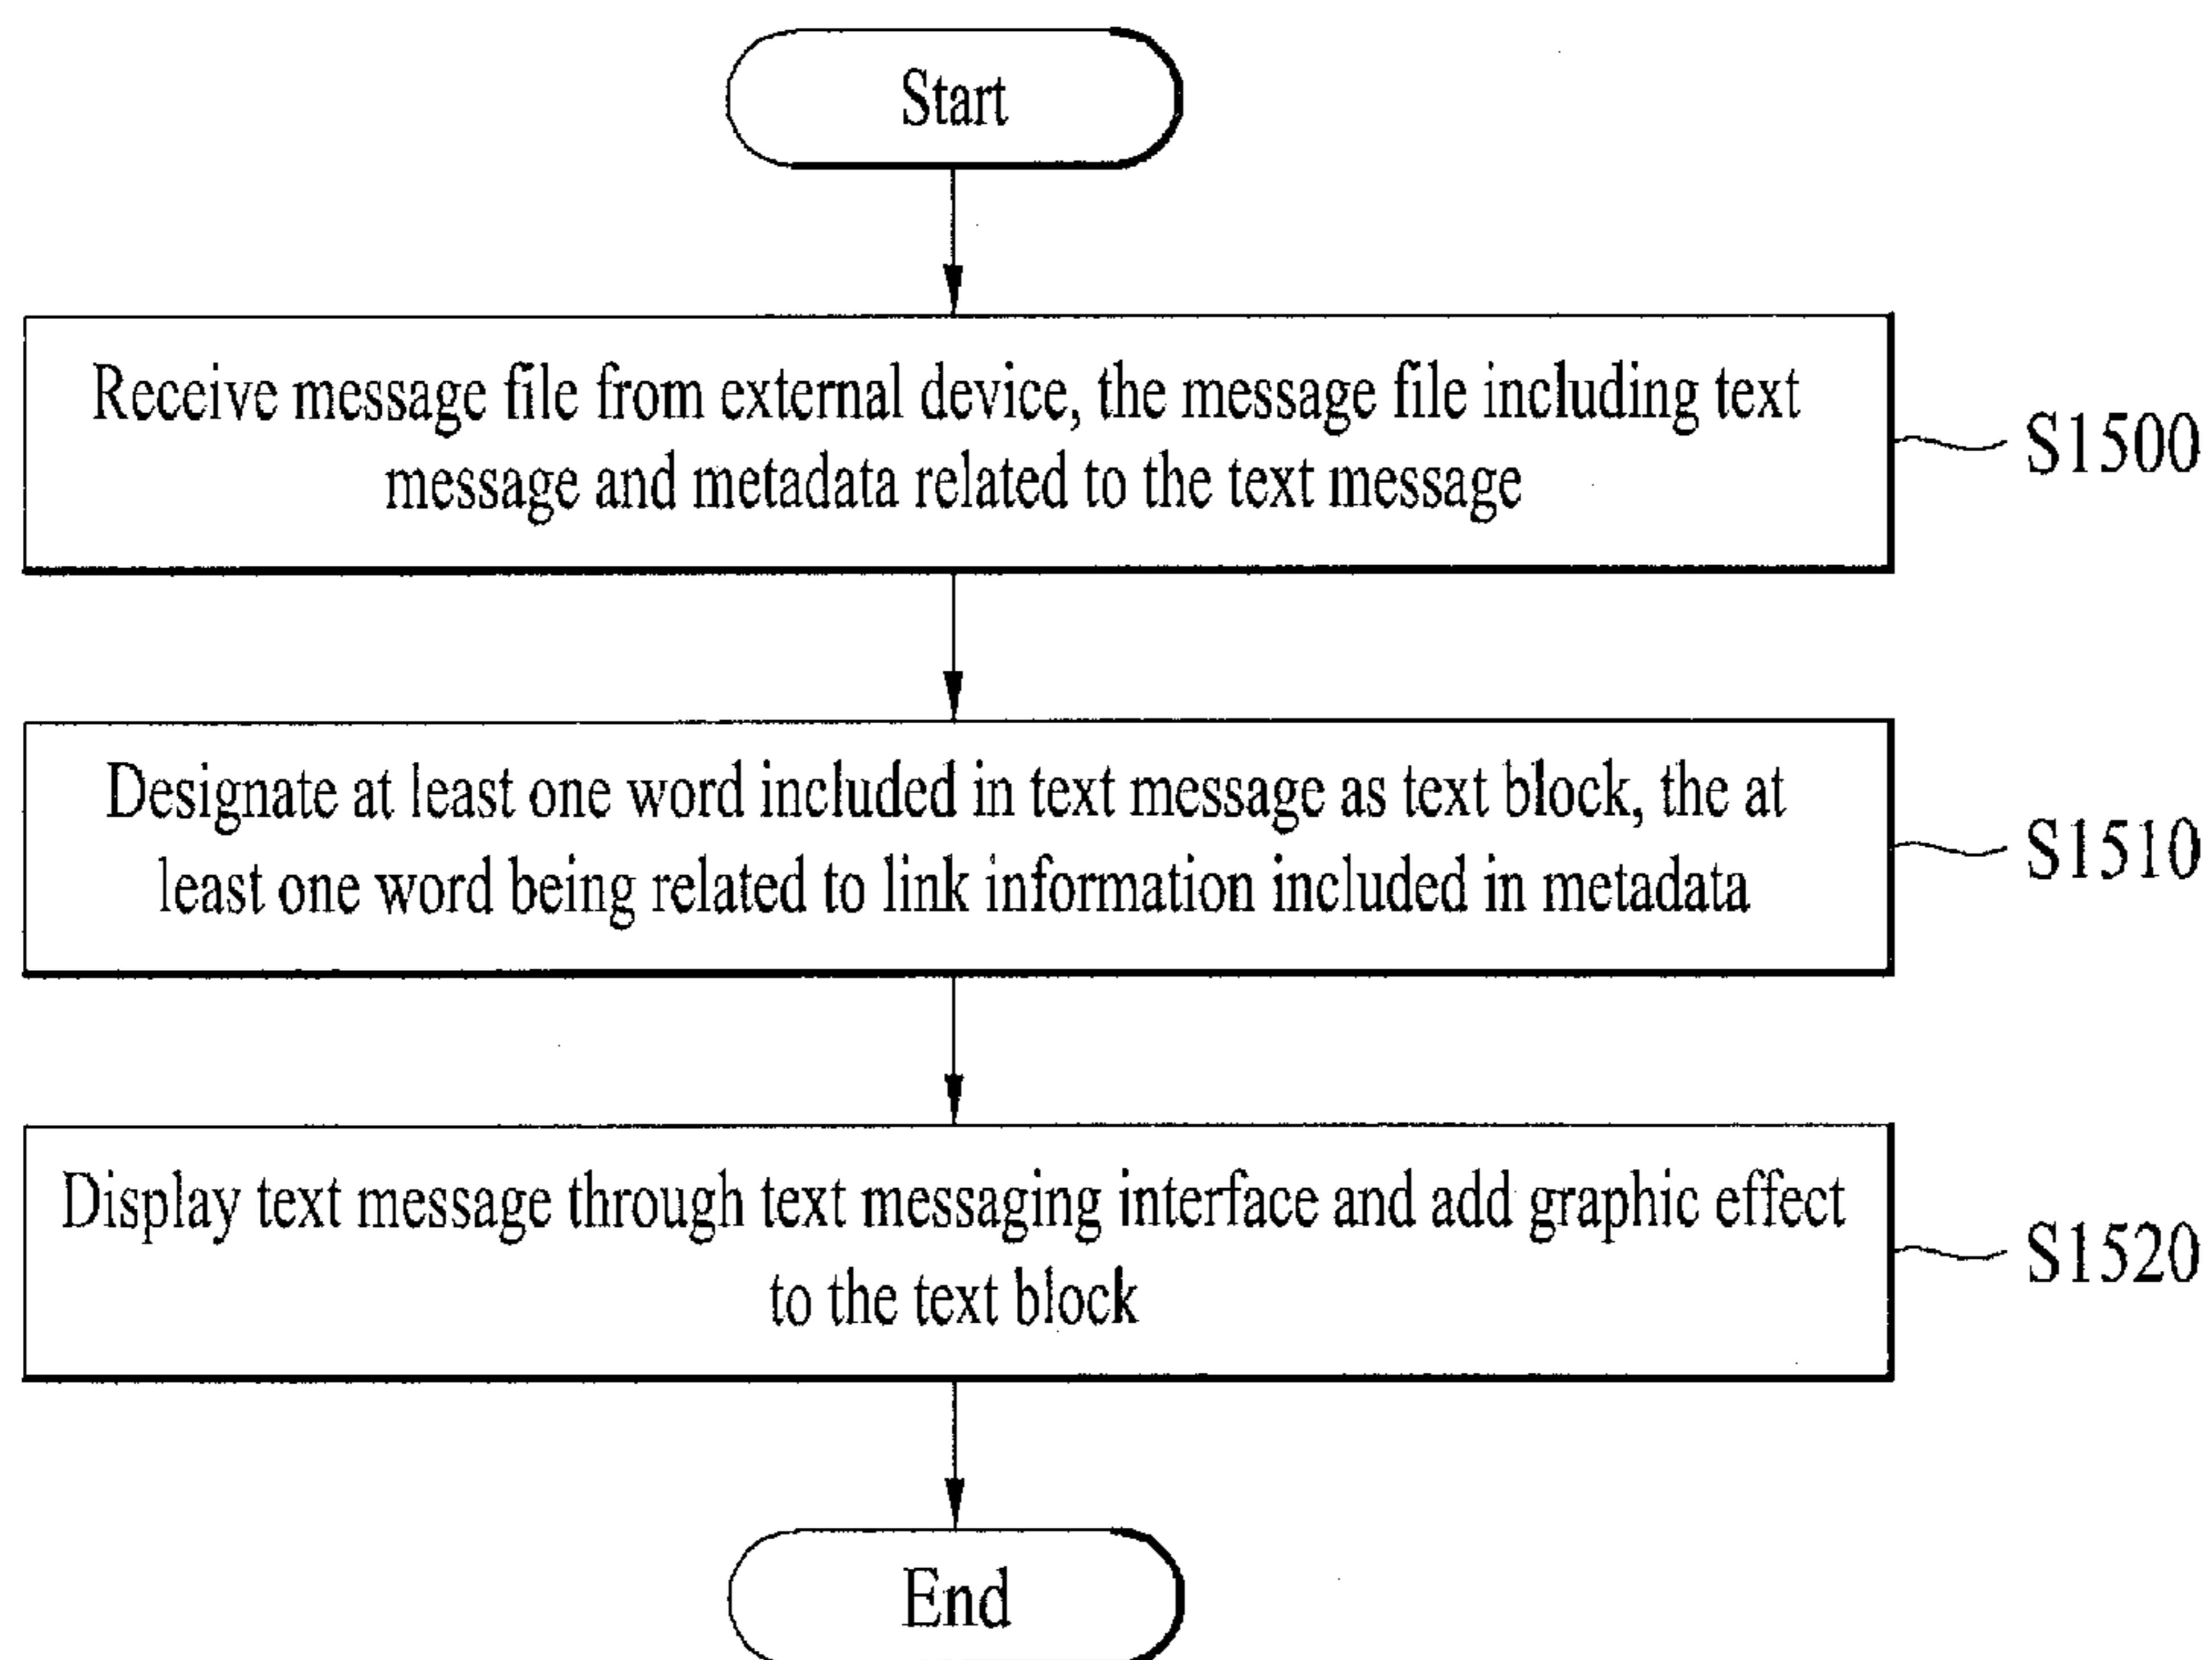 Start
Receive message file from external device, the message file including text
message and metadata related to the text message
S1500
Designate at least one word included in text message as text block, the at
least one word being related to link information included in metadata
S1510
Display text message through text messaging interface and add graphic effect
to the text block
S1520
End